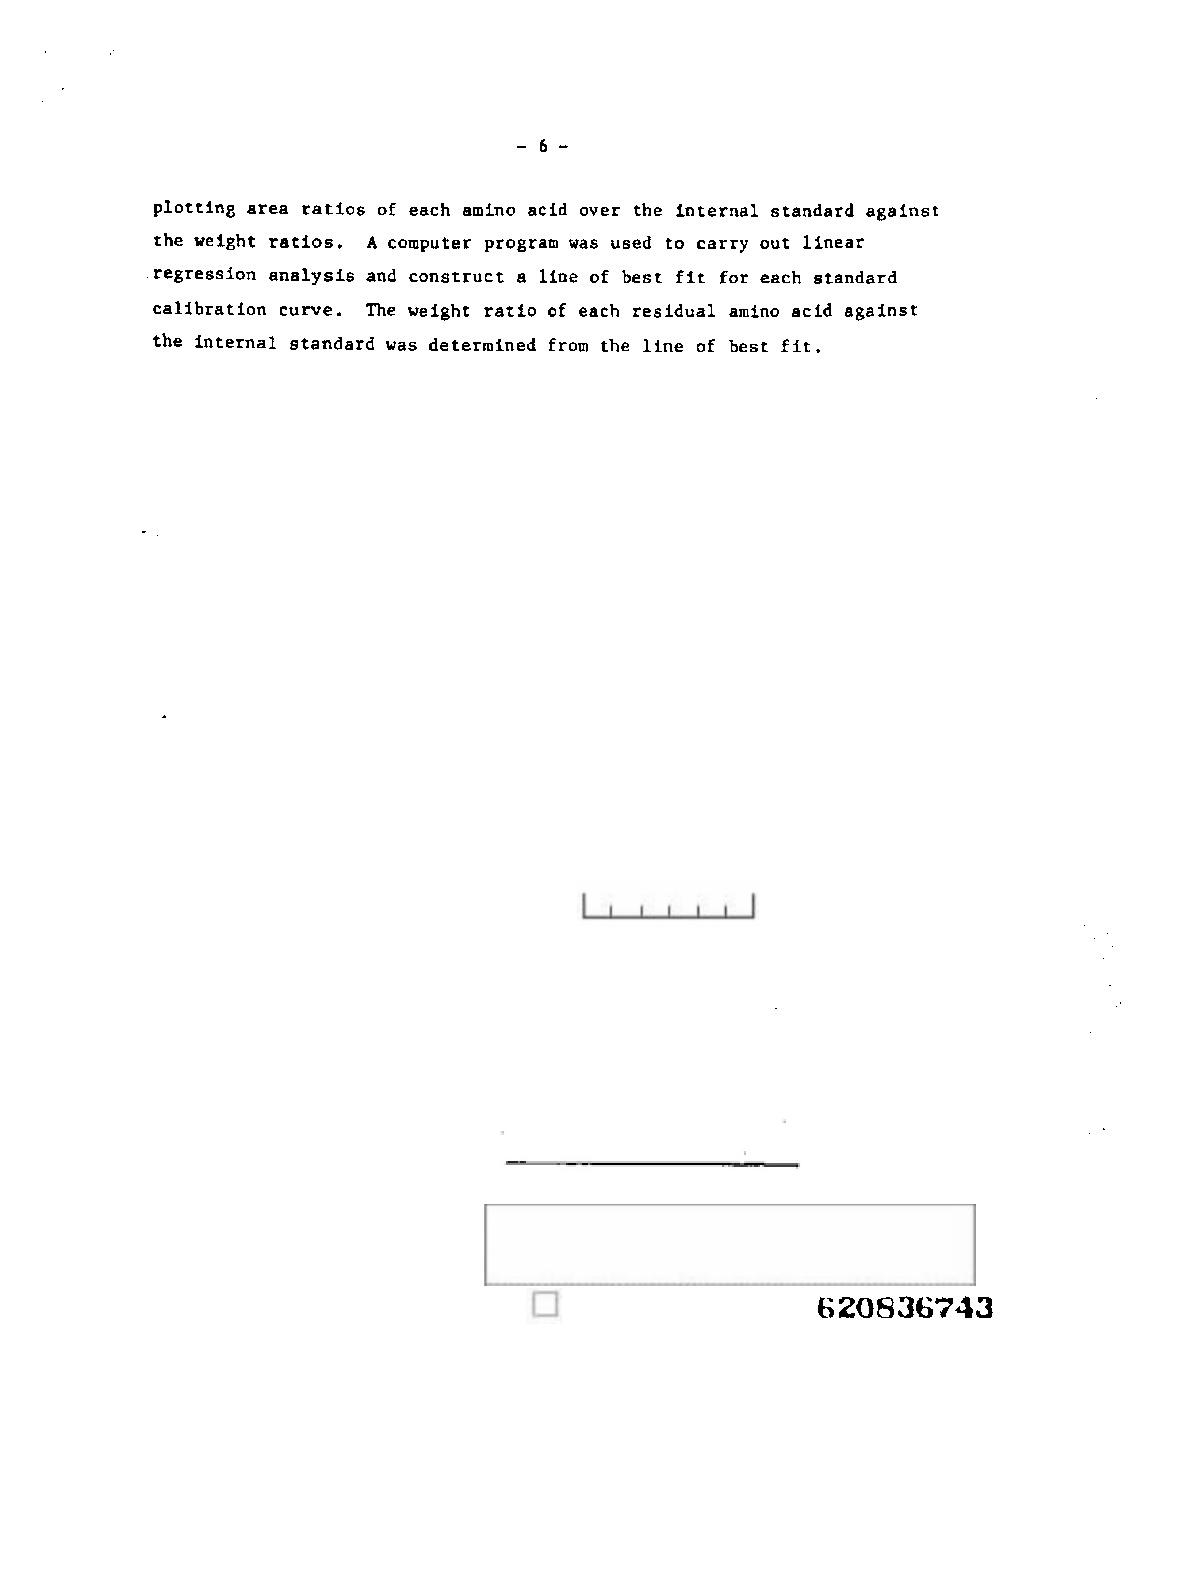 - 6 -
plotting area ratios of each amino acid over the internal standard against
the weight ratios. A computer program was used to carry out linear
regression analysis and construct a line of best fit for each standard
calibration curve. The weight ratio of each residual amino acid against
the internal standard was determined from the line of best fit.
620836743